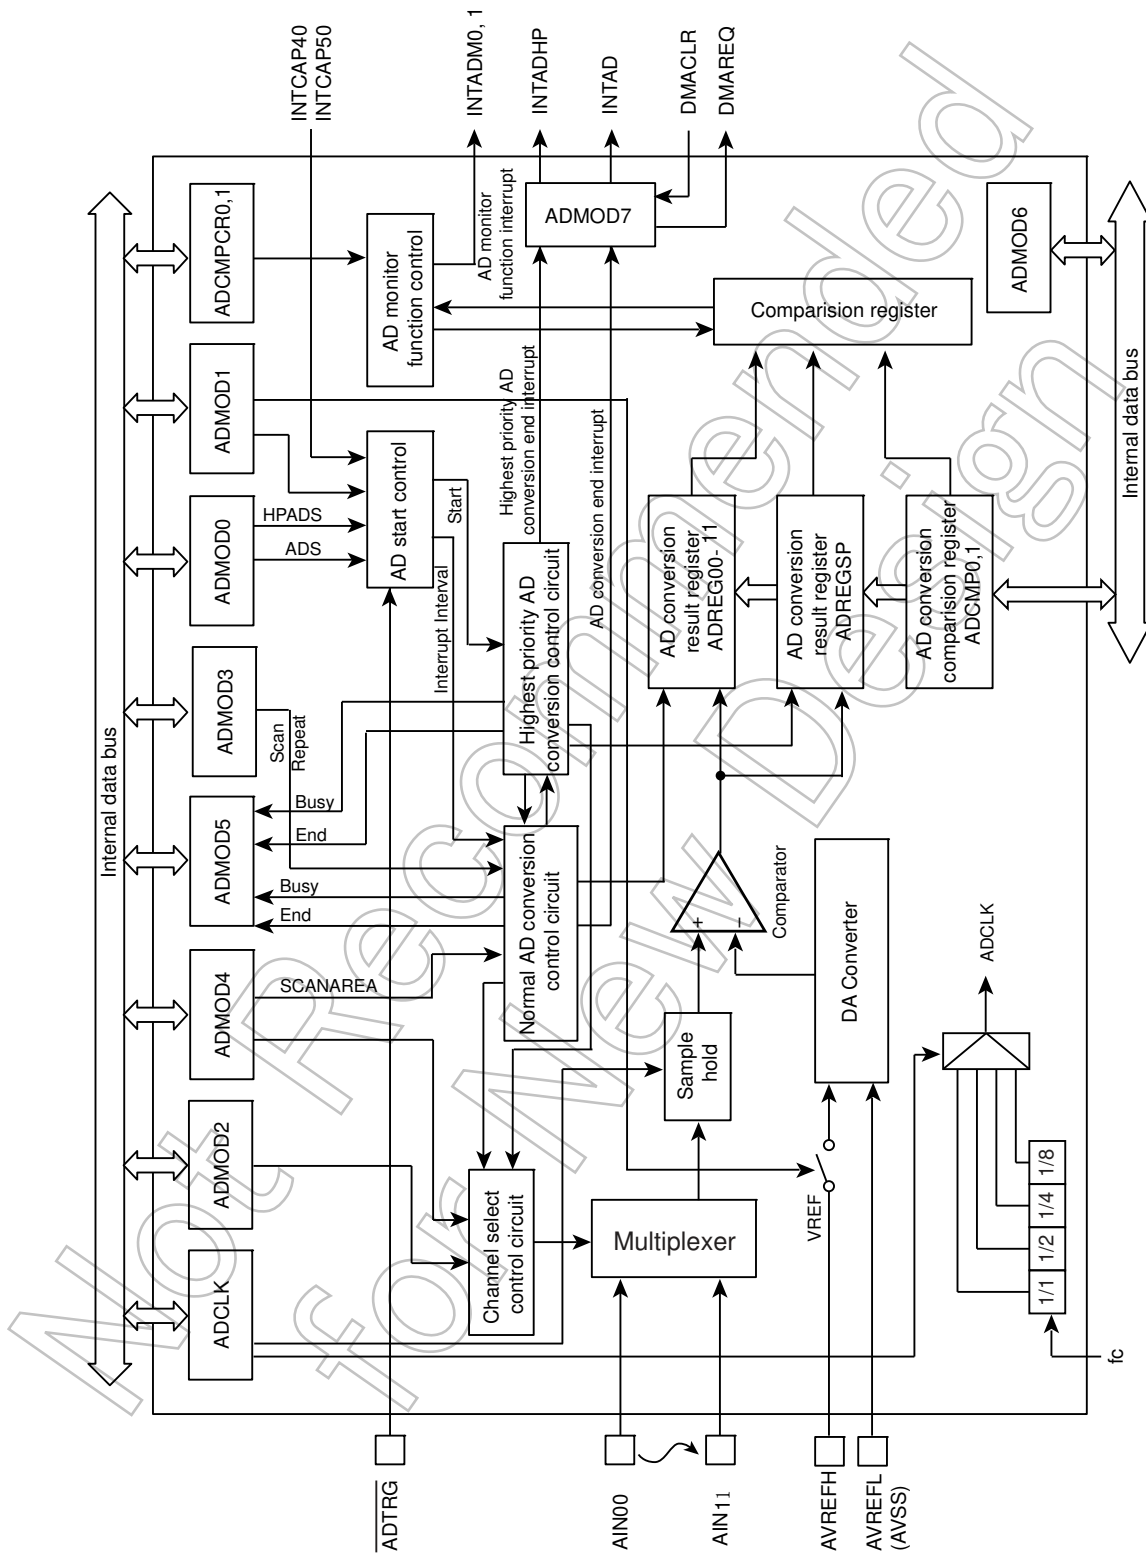 Internal data bus
ADCLK
ADMOD2
ADMOD4
ADMOD5
ADMOD3
ADMOD0
ADMOD1
ADCMPCR0,1
INTCAP40
INTCAP50
SCANAREA
End
Busy
End
Busy
Scan
Repeat
ADS
HPADS
ADTRG
AD start control
AD monitor
function control
INTADM0, 1
AD monitor
function interrupt
Interrupt Interval
Start
Channel select
control circuit
Normal AD conversion
control circuit
Highest priority AD
conversion control circuit
Highest priority AD
conversion end interrupt
AD conversion end interrupt
ADMOD7
INTADHP
INTAD
DMACLR
DMAREQ
AIN00
AIN11
Multiplexer
Sample
hold
+
−
Comparator
AD conversion
result register
ADREG00- 11
AD conversion
result register
ADREGSP
AD conversion
comparision register
ADCMP0,1
Comparision register
VREF
DA Converter
AVREFH
AVREFL
(AVSS)
ADMOD6
ADCLK
1/1
1/2
1/4
1/8
fc
Internal data bus
Not Recommended
for New Design